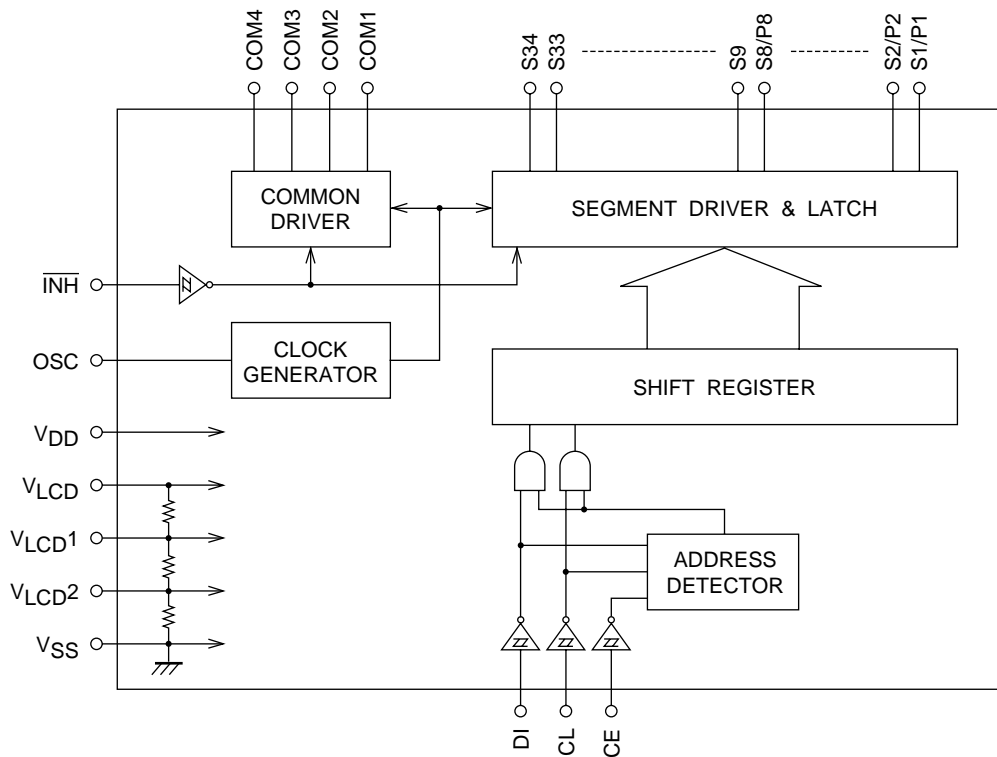 COM4
COM3
COM2
COM1
S34
S33
S9
S8/P8
S2/P2
S1/P1
COMMON
DRIVER
SEGMENT DRIVER & LATCH
INH
OSC
CLOCK
GENERATOR
SHIFT REGISTER
VDD
VLCD
VLCD1
VLCD2
VSS
ADDRESS
DETECTOR
DI
CL
CE